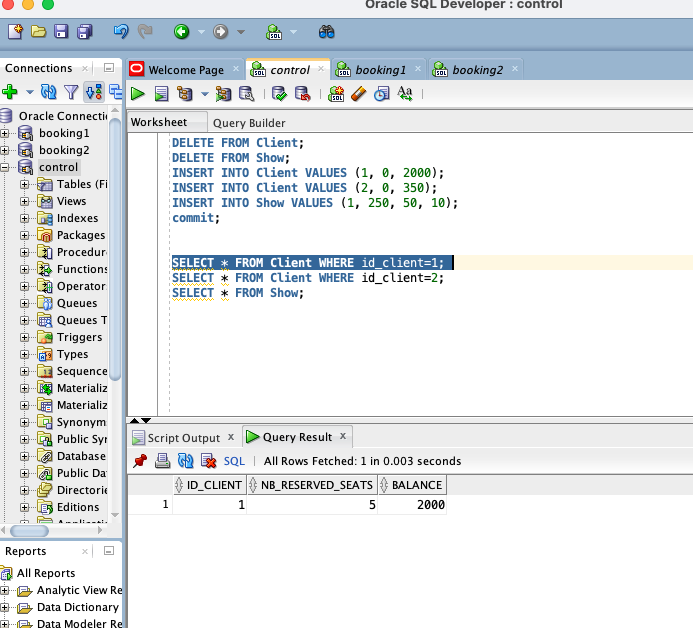 Oracle SQL Developer : control
Connections
Welcome Page
control
booking1
booking2
Worksheet
Query Builder
Oracle Connecti
booking1
booking2
control
Tables (Fi
Views
Indexes
Packages
Procedur
Functions
Operator
Queues
Queues T
Triggers
Types
Sequence
Materializ
Materializ
Synonym
Public Syn
Database
Public Da
Directorie
Editions
DELETE FROM Client;
DELETE FROM Show;
INSERT INTO Client VALUES (1, 0, 2000);
INSERT INTO Client VALUES (2, 0, 350);
INSERT INTO Show VALUES (1, 250, 50, 10);
commit;
SELECT * FROM Client WHERE id_client=1;
SELECT * FROM Client WHERE id_client=2;
SELECT * FROM Show;
Script Output x
Query Result x
SQL | All Rows Fetched: 1 in 0.003 seconds
ID_CLIENT NB_RESERVED_SEATS BALANCE
1 1 5 2000
Reports
All Reports
Analytic View Re
Data Dictionary
Data Modeler Re